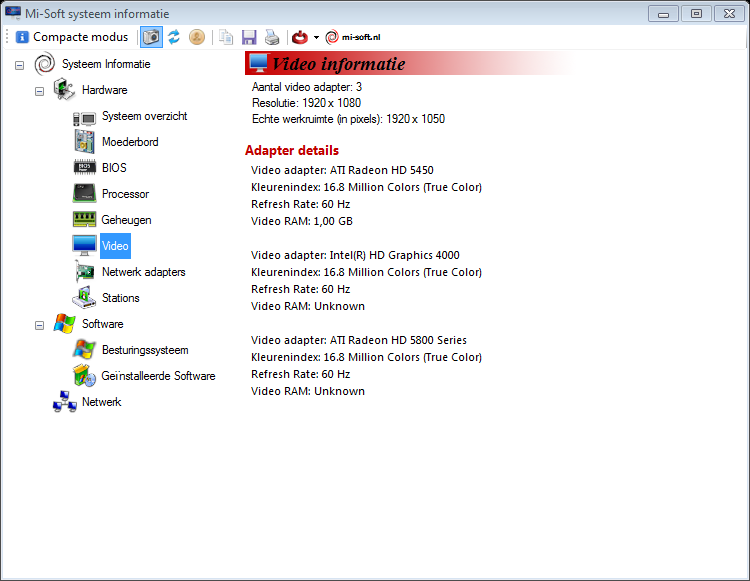 Mi-Soft systeem informatie
Compacte modus
mi-soft.nl
Systeem Informatie
Hardware
Systeem overzicht
Moederbord
BIOS
BIOS
Processor
Geheugen
Video
Netwerk adapters
Stations
Software
Besturingssysteem
Geïnstalleerde Software
Netwerk
Video informatie
Aantal video adapter: 3
Resolutie: 1920 x 1080
Echte werkruimte (in pixels): 1920 x 1050
Adapter details
Video adapter: ATI Radeon HD 5450
Kleurenindex: 16.8 Million Colors (True Color)
Refresh Rate: 60 Hz
Video RAM: 1,00 GB
Video adapter: Intel(R) HD Graphics 4000
Kleurenindex: 16.8 Million Colors (True Color)
Refresh Rate: 60 Hz
Video RAM: Unknown
Video adapter: ATI Radeon HD 5800 Series
Kleurenindex: 16.8 Million Colors (True Color)
Refresh Rate: 60 Hz
Video RAM: Unknown